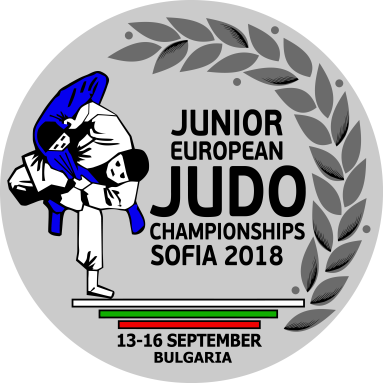 JUNIOR
EUROPEAN
JUDO
CHAMPIONSHIPS
SOFIA 2018
13-16 SEPTEMBER
BULGARIA